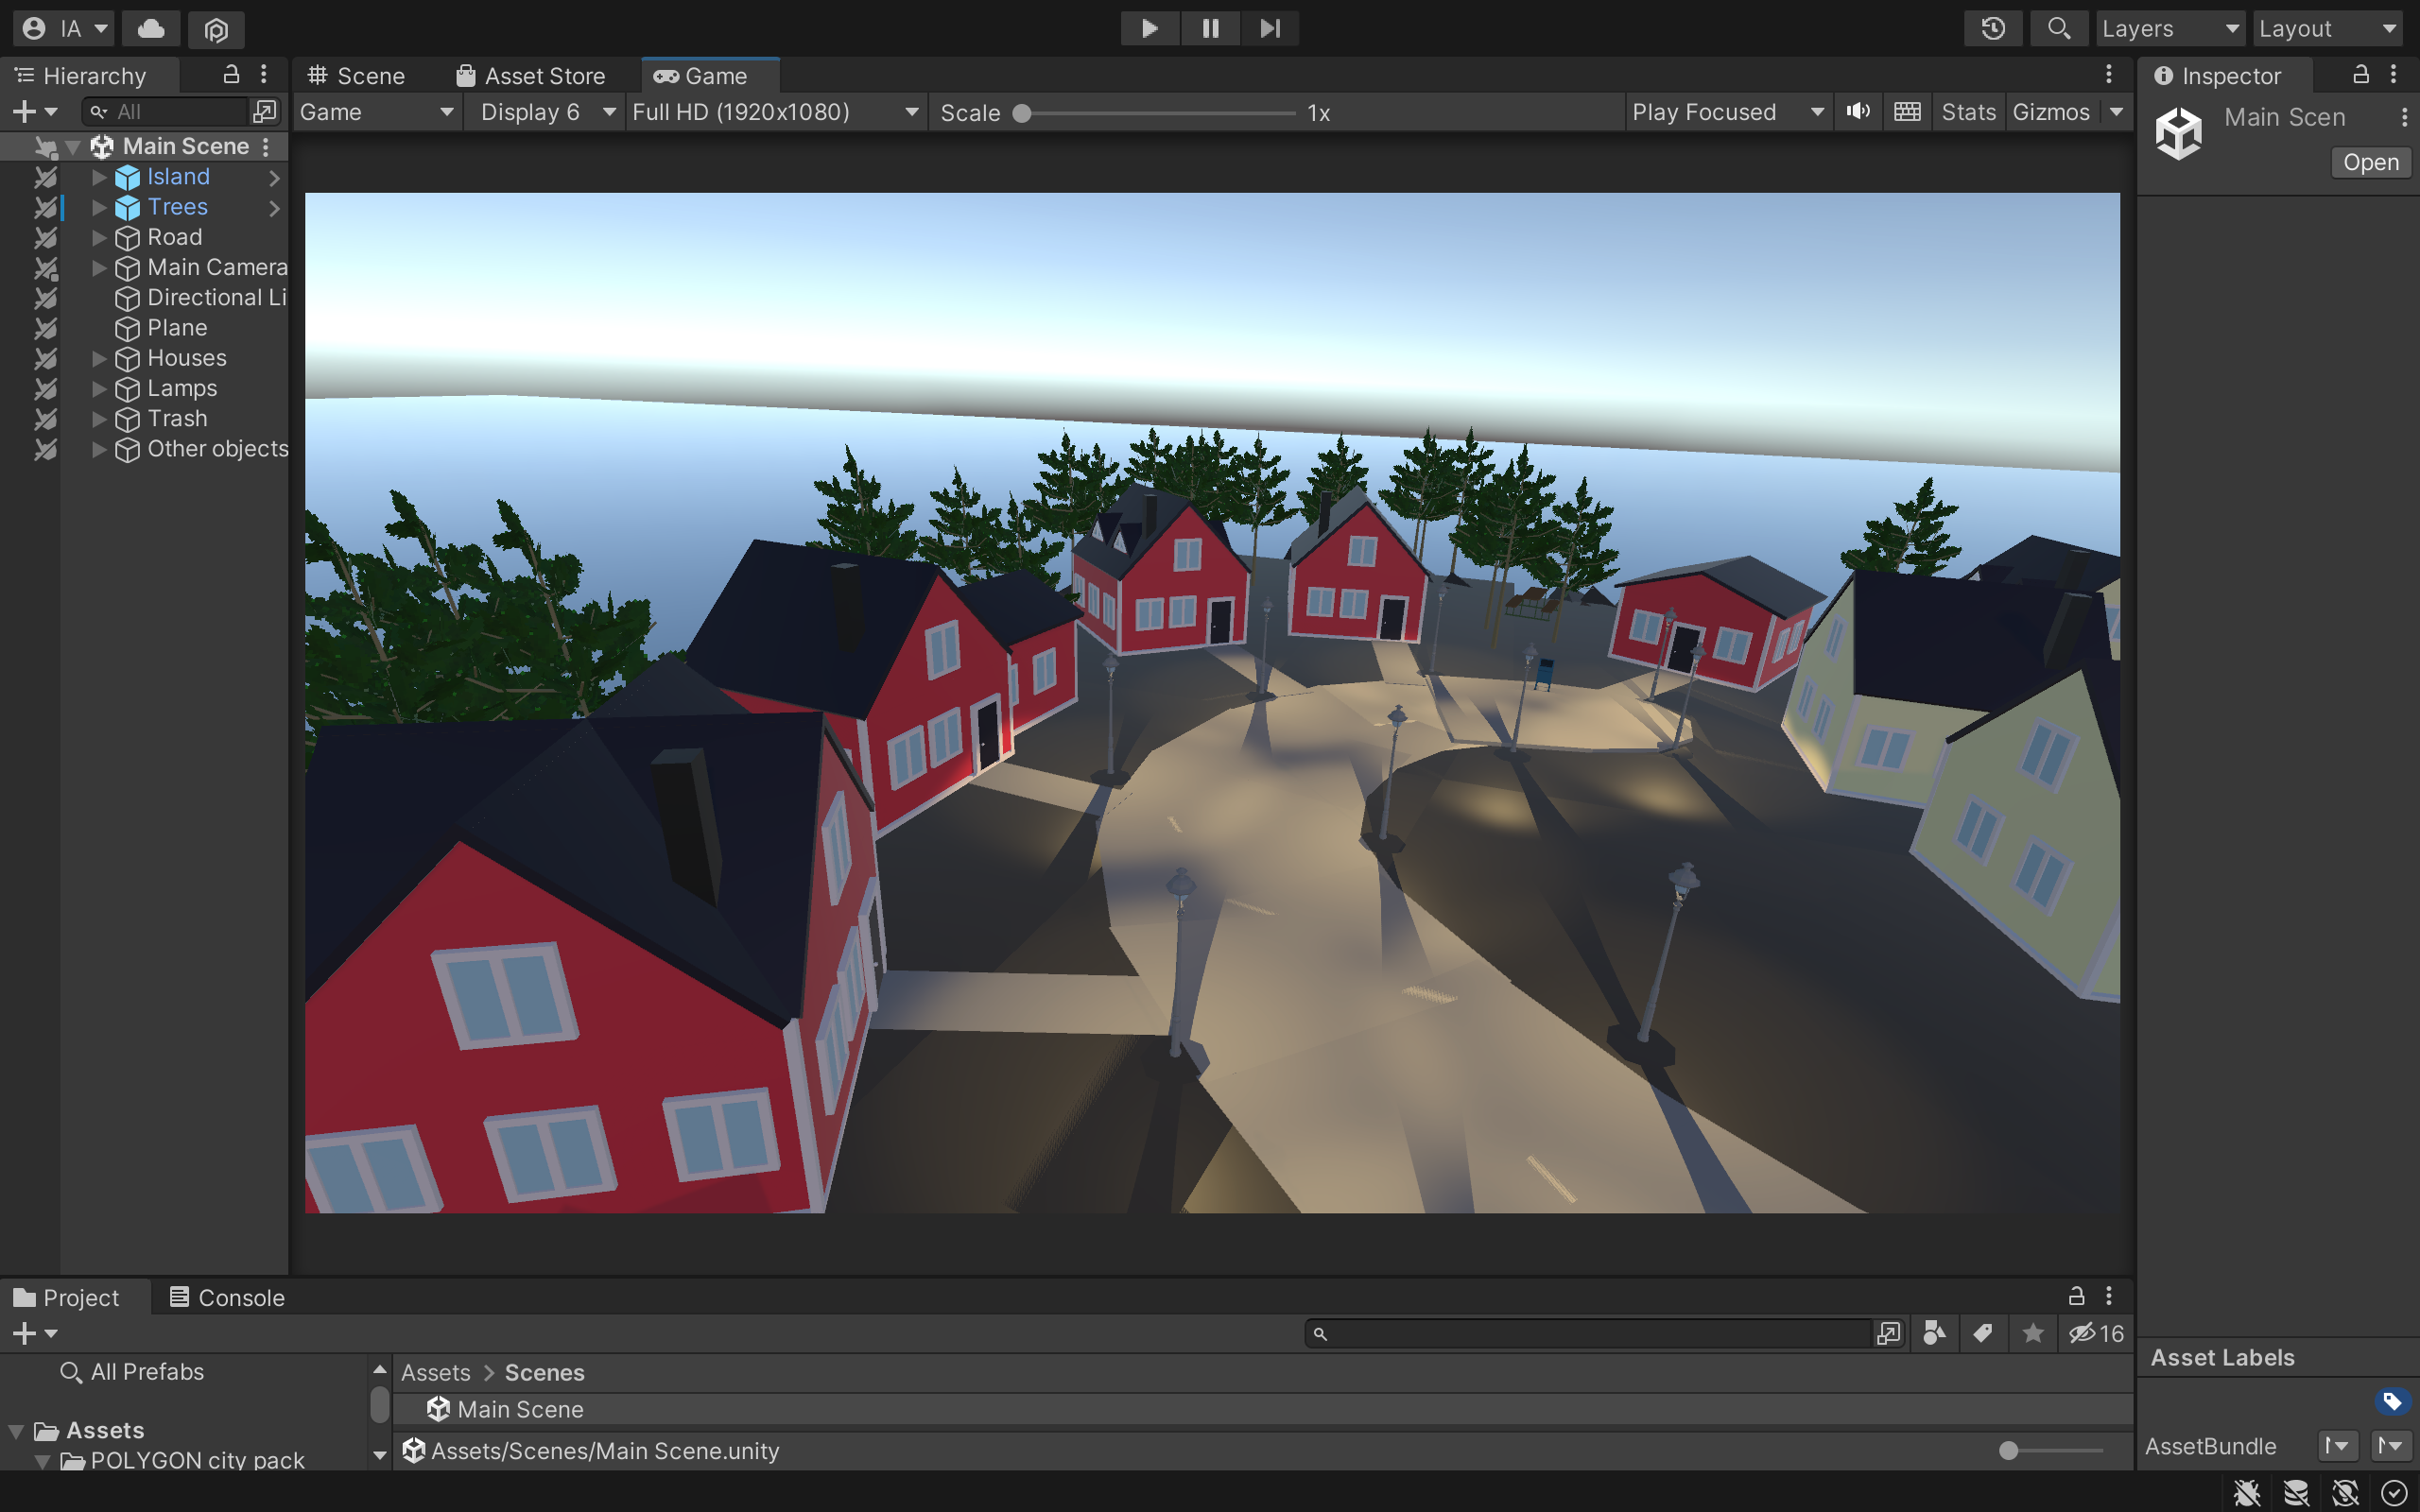 IA
Layers
Layout
Hierarchy
Scene
Asset Store
Game
Inspector
All
Game
Display 6
Full HD (1920x1080)
Scale
1x
Play Focused
Stats
Gizmos
Main Scen
Open
Main Scene
Island
Trees
Road
Main Camera
Directional Li
Plane
Houses
Lamps
Trash
Other objects
Project
Console
16
All Prefabs
Assets > Scenes
Asset Labels
Main Scene
Assets
AssetBundle
Assets/Scenes/Main Scene.unity
POLYGON city pack